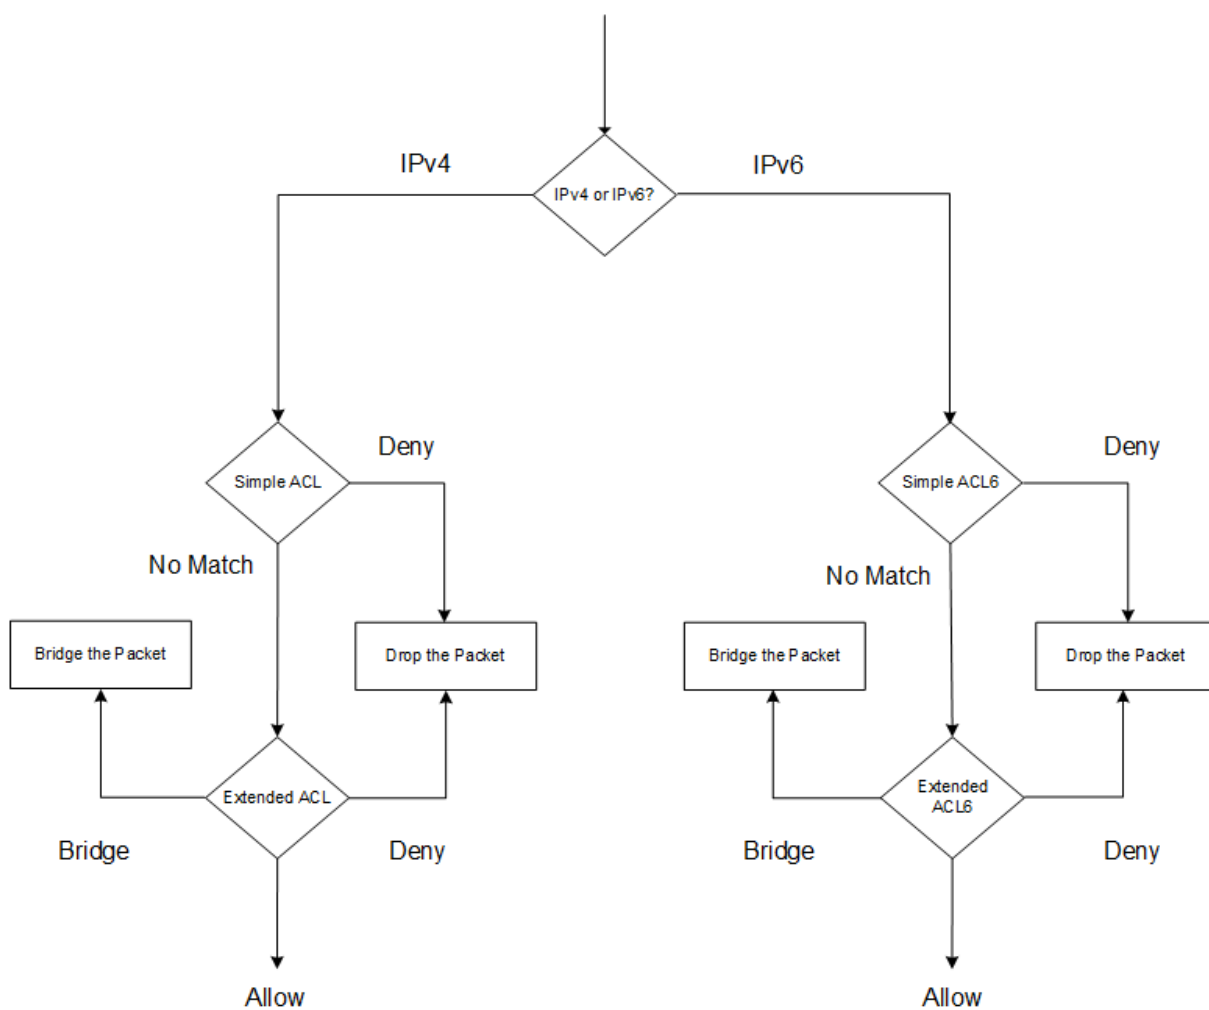 IPv4
IPv6
IPv4 or IPv6?
Deny
Deny
Simple ACL
Simple ACL6
No Match
No Match
Bridge the Packet
Drop the Packet
Bridge the Packet
Drop the Packet
Extended ACL
Extended
ACL6
Bridge
Deny
Bridge
Deny
Allow
Allow